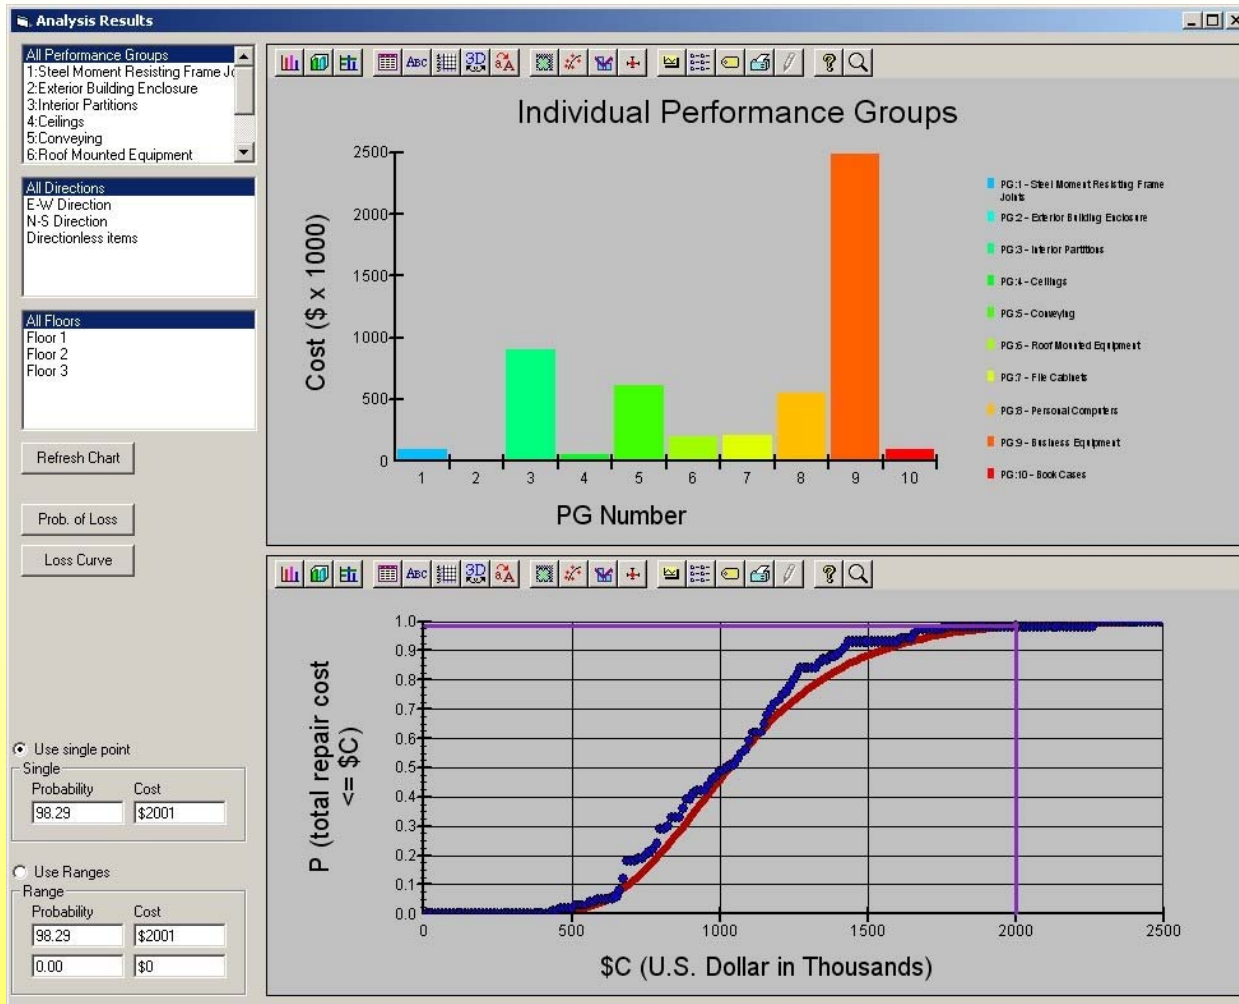 Analysis Results
All Performance Groups
1:Steel Moment Resisting Frame Jo
2:Exterior Building Enclosure
3:Interior Partitions
4:Ceilings
5:Conveying
6:Roof Mounted Equipment
All Directions
E-W Direction
N-S Direction
Directionless items
All Floors
Floor 1
Floor 2
Floor 3
Refresh Chart
Prob. of Loss
Loss Curve
Use single point
Single
Probability Cost
98.29 $2001
Use Ranges
Range
Probability Cost
98.29 $2001
0.00 $0
ABC 3D aA ?
Individual Performance Groups
Cost ($ x 1000)
2500
2000
1500
1000
500
0
1 2 3 4 5 6 7 8 9 10
PG Number
PG:1 - Steel Moment Resisting Frame
Joints
PG:2 - Exterior Building Enclosure
PG:3 - Interior Partitions
PG:4 - Ceilings
PG:5 - Conveying
PG:6 - Roof Mounted Equipment
PG:7 - File Cabinets
PG:8 - Personal Computers
PG:9 - Business Equipment
PG:10 - Book Cases
ABC 3D aA ?
P (total repair cost
<= $C)
1.0
0.9
0.8
0.7
0.6
0.5
0.4
0.3
0.2
0.1
0.0
0 500 1000 1500 2000 2500
$C (U.S. Dollar in Thousands)